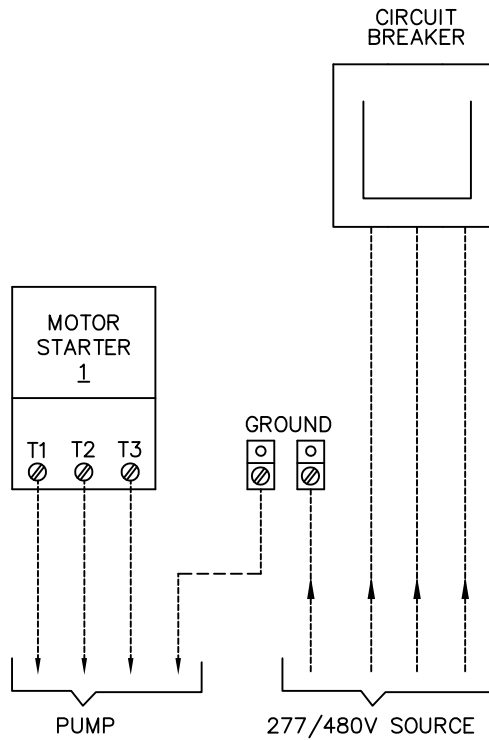 CIRCUIT
BREAKER
MOTOR
STARTER
1
T1 T2 T3
GROUND
PUMP
277/480V SOURCE